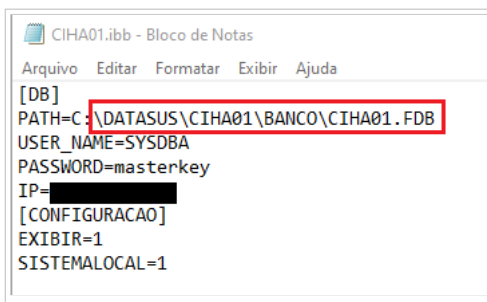 CIHA01.ibb - Bloco de Notas
Arquivo Editar Formatar Exibir Ajuda
[DB]
PATH=C:\DATASUS\CIHA01\BANCO\CIHA01.FDB
USER_NAME=SYSDBA
PASSWORD=masterkey
IP=
[CONFIGURACAO]
EXIBIR=1
SISTEMALOCAL=1